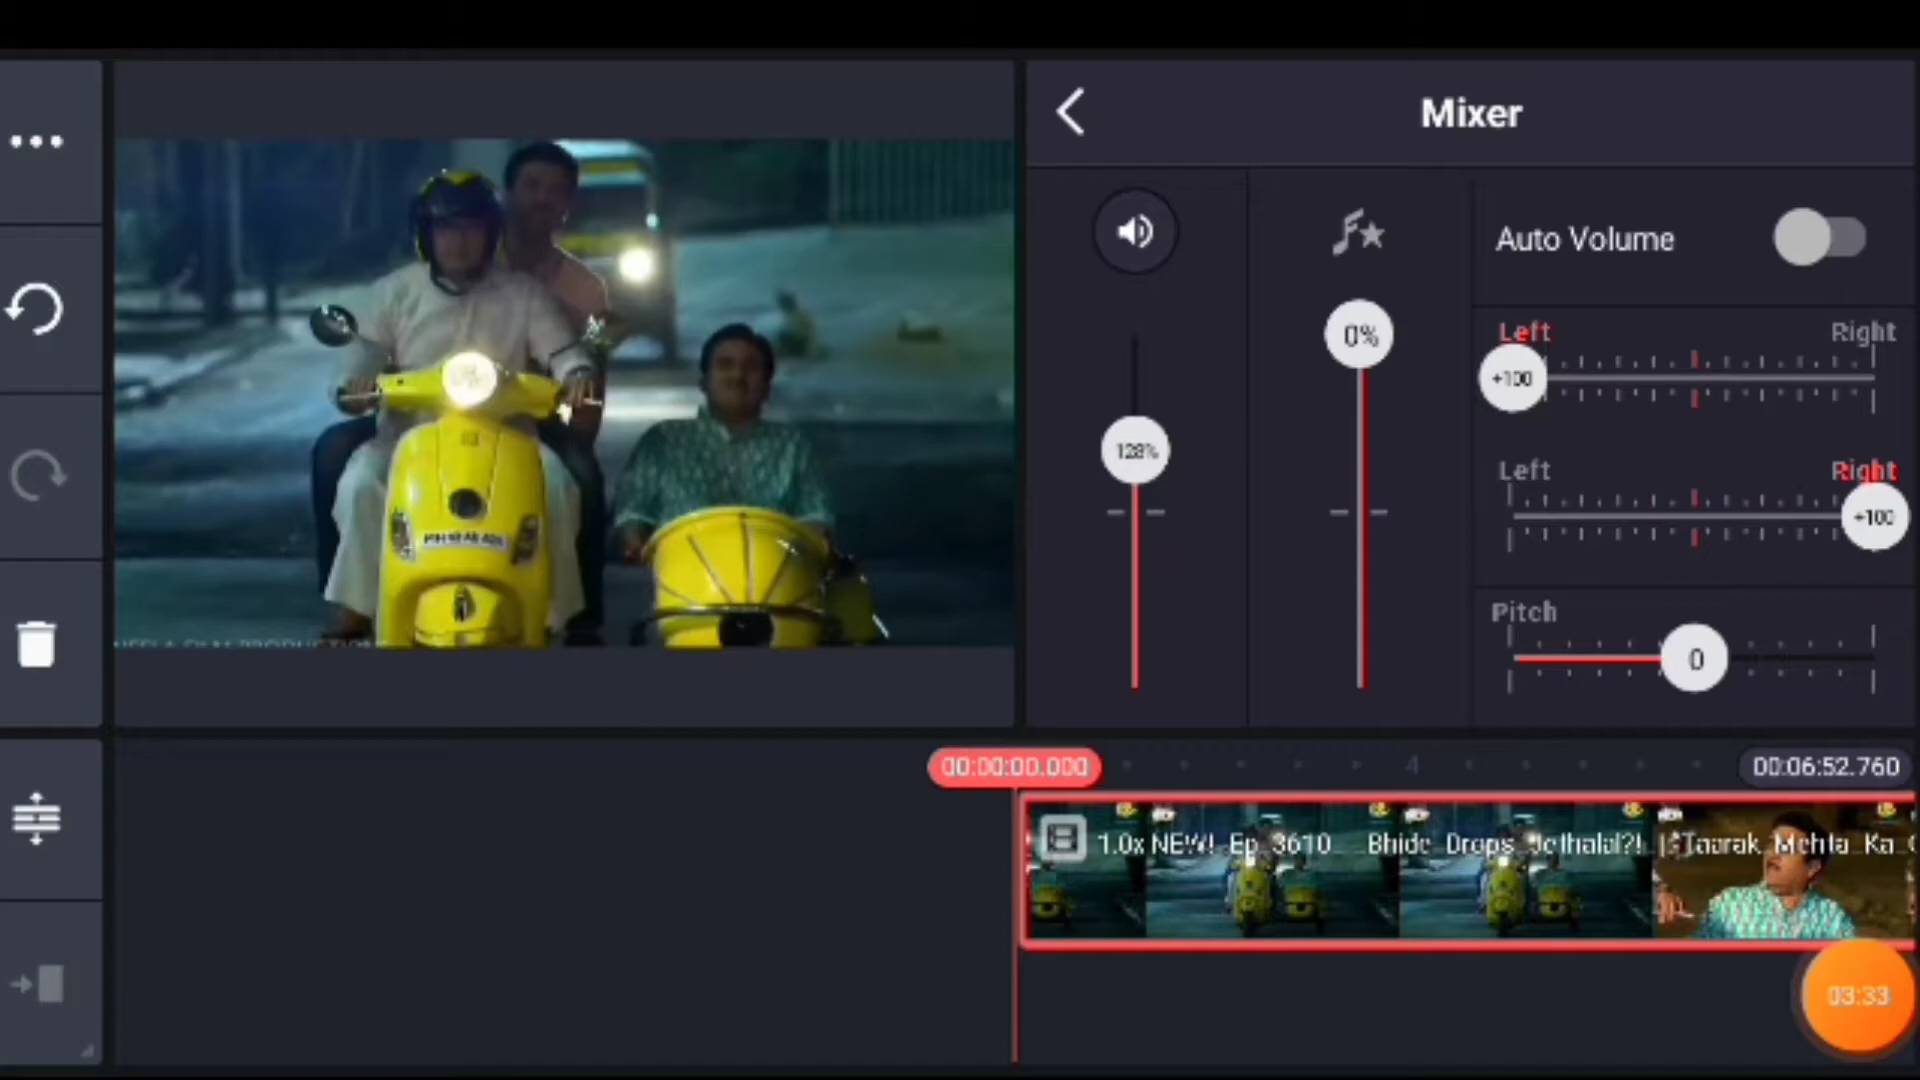 Mixer
Auto Volume
Left Right
+100
128%
0%
Left Right
+100
Pitch
0
00:00:00.000
4
00:06:52.760
1.0x NEW! Ep 3610 Bhide Drops Jethalal?! | Taarak Mehta Ka
03:33